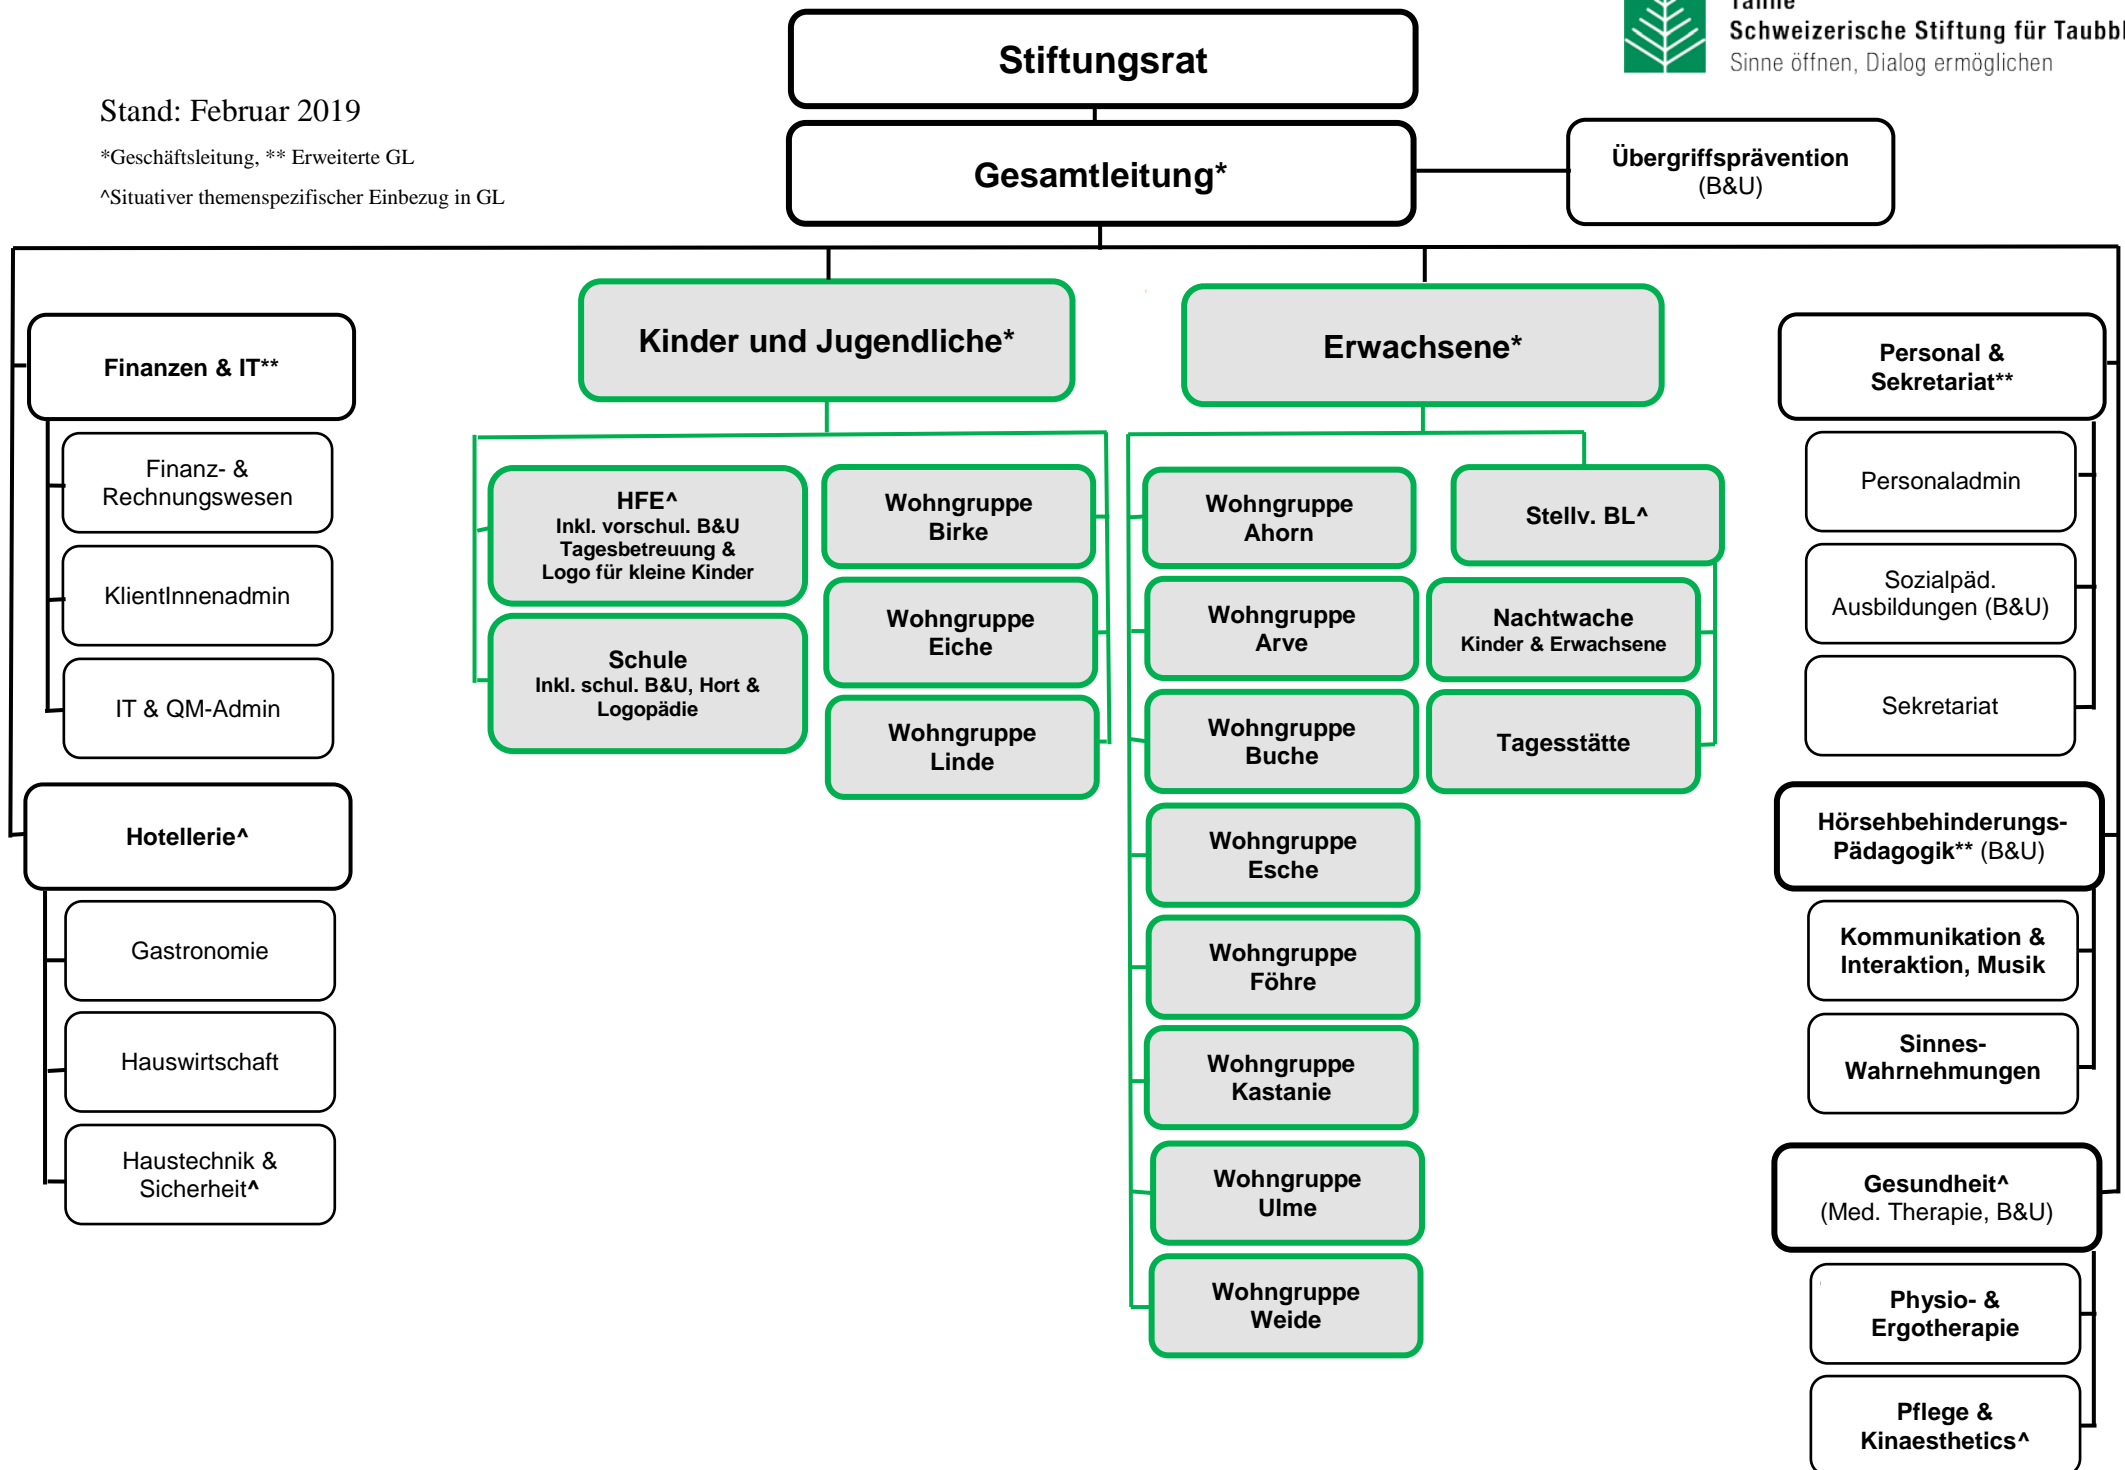 Tanne
Schweizerische Stiftung für
Sinne öffnen, Dialog ermöglichen
Stiftungsrat
Stand: Februar 2019
*Geschäftsleitung, ** Erweiterte GL
^Situativer themenspezifischer Einbezug in GL
Gesamtleitung*
Übergriffsprävention
(B&U)
Finanzen & IT**
Finanz- &
Rechnungswesen
KlientInnenadmin
IT & QM-Admin
Hotellerie^
Gastronomie
Hauswirtschaft
Haustechnik &
Sicherheit^
Kinder und Jugendliche*
HFE^
Inkl. vorschul. B&U
Tagesbetreuung &
Logo für kleine Kinder
Schule
Inkl. schul. B&U, Hort &
Logopädie
Wohngruppe
Birke
Wohngruppe
Eiche
Wohngruppe
Linde
Erwachsene*
Wohngruppe
Ahorn
Wohngruppe
Arve
Wohngruppe
Buche
Wohngruppe
Esche
Wohngruppe
Föhre
Wohngruppe
Kastanie
Wohngruppe
Ulme
Wohngruppe
Weide
Stellv. BL^
Nachtwache
Kinder & Erwachsene
Tagesstätte
Personal &
Sekretariat**
Personaladmin
Sozialpäd.
Ausbildungen (B&U)
Sekretariat
Hörsehbehinderungs-
Pädagogik** (B&U)
Kommunikation &
Interaktion, Musik
Sinnes-
Wahrnehmungen
Gesundheit^
(Med. Therapie, B&U)
Physio- &
Ergotherapie
Pflege &
Kinaesthetics^